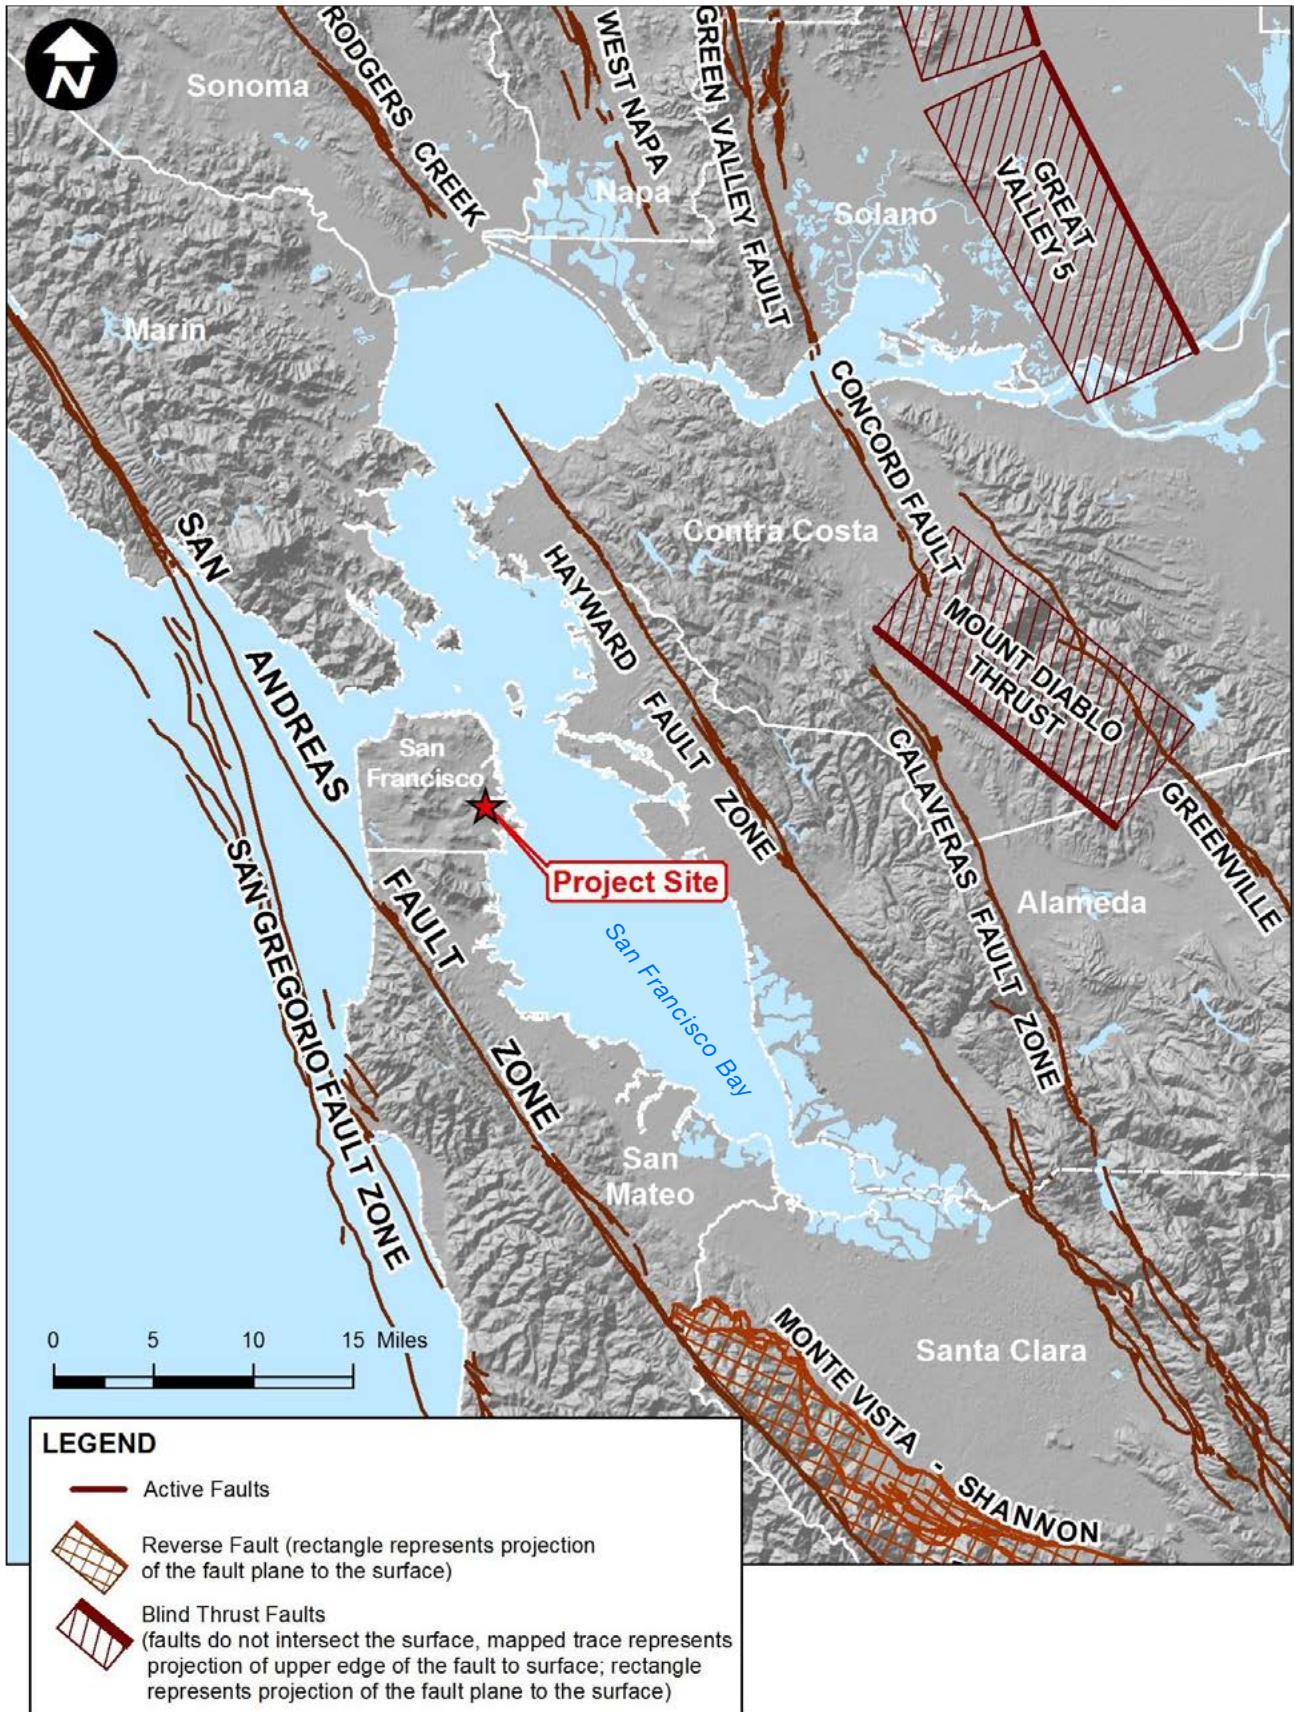 N
Sonoma
RODGERS CREEK
WEST NAPA
Napa
GREEN VALLEY FAULT
Solano
GREAT
VALLEY 5
Marin
CONCORD FAULT
Contra Costa
SAN ANDREAS FAULT ZONE
HAYWARD FAULT ZONE
MOUNT DIABLO
THRUST
San
Francisco
CALAVERAS FAULT ZONE
GREENVILLE
Project Site
Alameda
SAN GREGORIO FAULT ZONE
San Francisco Bay
San
Mateo
Santa Clara
MONTE VISTA - SHANNON
0 5 10 15 Miles
LEGEND
Active Faults
Reverse Fault (rectangle represents projection
of the fault plane to the surface)
Blind Thrust Faults
(faults do not intersect the surface, mapped trace represents
projection of upper edge of the fault to surface; rectangle
represents projection of the fault plane to the surface)